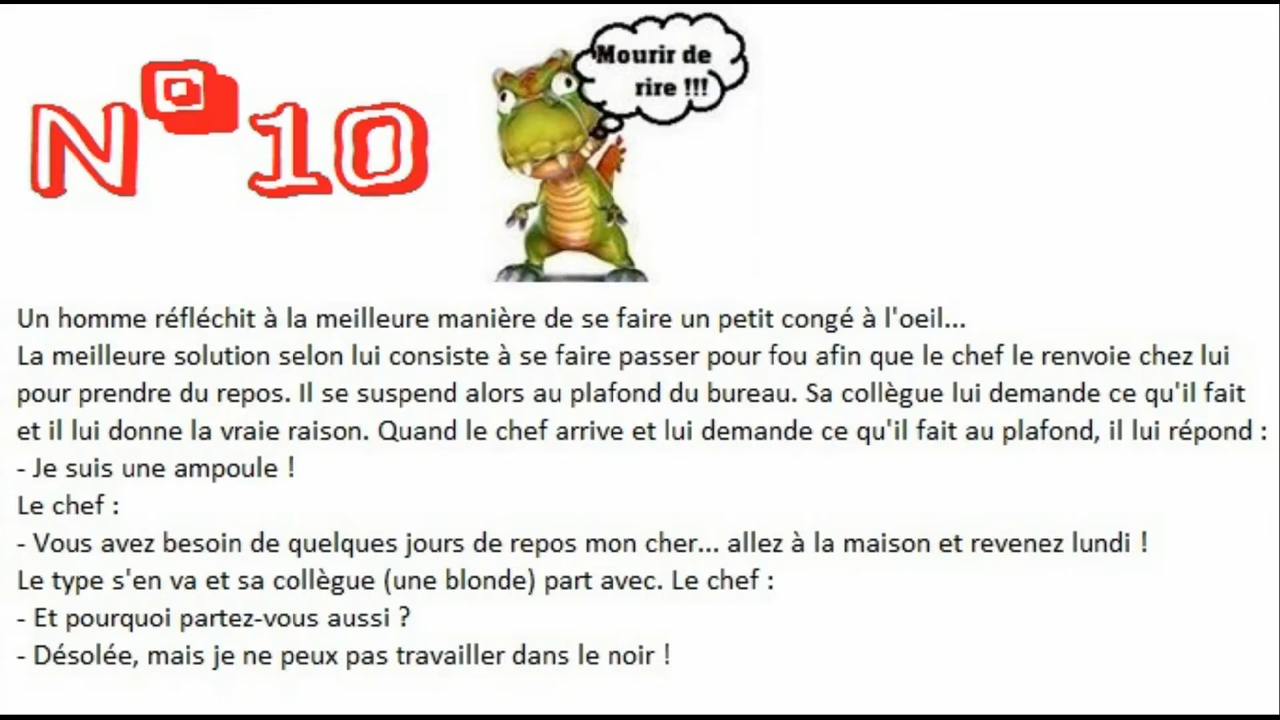 N°10
Mourir de
rire !!!
Un homme réfléchit à la meilleure manière de se faire un petit congé à l'oeil...
La meilleure solution selon lui consiste à se faire passer pour fou afin que le chef le renvoie chez lui
pour prendre du repos. Il se suspend alors au plafond du bureau. Sa collègue lui demande ce qu'il fait
et il lui donne la vraie raison. Quand le chef arrive et lui demande ce qu'il fait au plafond, il lui répond :
- Je suis une ampoule !
Le chef :
- Vous avez besoin de quelques jours de repos mon cher... allez à la maison et revenez lundi !
Le type s'en va et sa collègue (une blonde) part avec. Le chef :
- Et pourquoi partez-vous aussi ?
- Désolée, mais je ne peux pas travailler dans le noir !